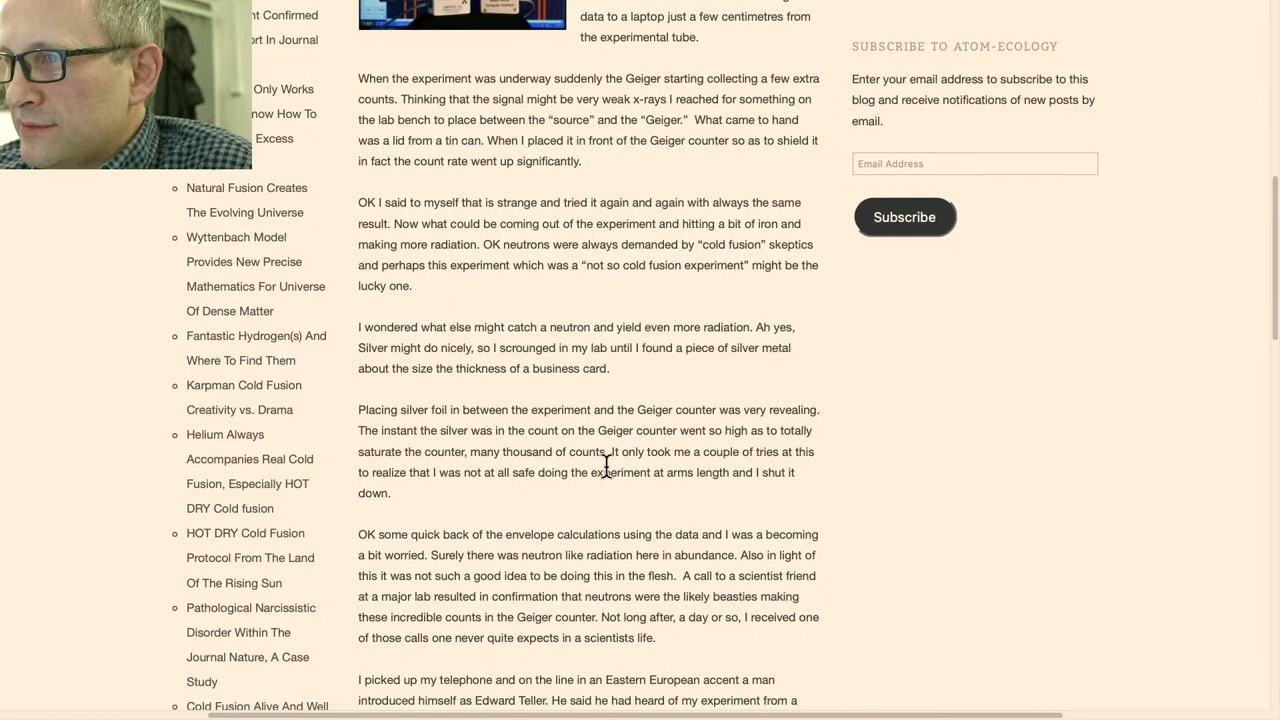 nt Confirmed
ort In Journal
Only Works
now How To
Excess
Natural Fusion Creates
The Evolving Universe
Wyttenbach Model
Provides New Precise
Mathematics For Universe
Of Dense Matter
Fantastic Hydrogen(s) And
Where To Find Them
Karpman Cold Fusion
Creativity vs. Drama
Helium Always
Accompanies Real Cold
Fusion, Especially HOT
DRY Cold fusion
HOT DRY Cold Fusion
Protocol From The Land
Of The Rising Sun
Pathological Narcissistic
Disorder Within The
Journal Nature, A Case
Study
Cold Fusion Alive And Well
data to a laptop just a few centimetres from
the experimental tube.
When the experiment was underway suddenly the Geiger starting collecting a few extra
counts. Thinking that the signal might be very weak x-rays I reached for something on
the lab bench to place between the “source” and the “Geiger.”  What came to hand
was a lid from a tin can. When I placed it in front of the Geiger counter so as to shield it
in fact the count rate went up significantly.
OK I said to myself that is strange and tried it again and again with always the same
result. Now what could be coming out of the experiment and hitting a bit of iron and
making more radiation. OK neutrons were always demanded by “cold fusion” skeptics
and perhaps this experiment which was a “not so cold fusion experiment” might be the
lucky one.
I wondered what else might catch a neutron and yield even more radiation. Ah yes,
Silver might do nicely, so I scrounged in my lab until I found a piece of silver metal
about the size the thickness of a business card.
Placing silver foil in between the experiment and the Geiger counter was very revealing.
The instant the silver was in the count on the Geiger counter went so high as to totally
saturate the counter, many thousand of counts. It only took me a couple of tries at this
to realize that I was not at all safe doing the experiment at arms length and I shut it
down.
OK some quick back of the envelope calculations using the data and I was a becoming
a bit worried. Surely there was neutron like radiation here in abundance. Also in light of
this it was not such a good idea to be doing this in the flesh.  A call to a scientist friend
at a major lab resulted in confirmation that neutrons were the likely beasties making
these incredible counts in the Geiger counter. Not long after, a day or so, I received one
of those calls one never quite expects in a scientists life.
I picked up my telephone and on the line in an Eastern European accent a man
introduced himself as Edward Teller. He said he had heard of my experiment from a
SUBSCRIBE TO ATOM-ECOLOGY
Enter your email address to subscribe to this
blog and receive notifications of new posts by
email.
Email Address
Subscribe